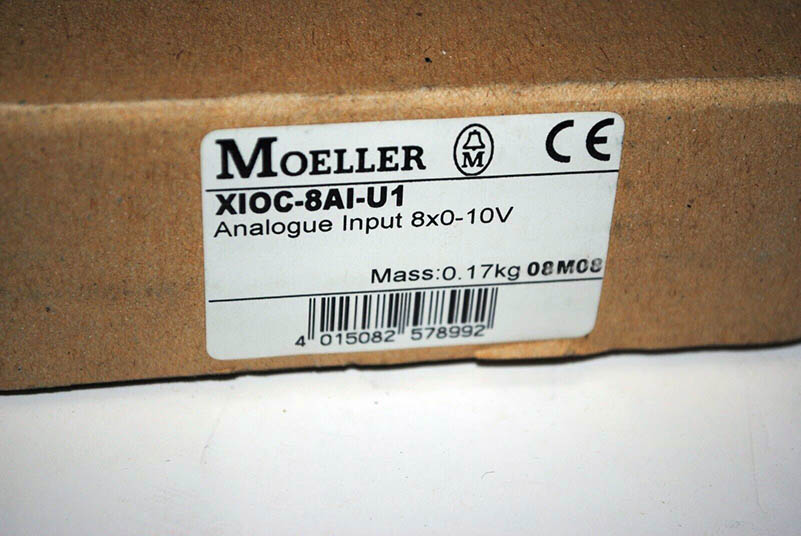 MOELLER M CE
XIOC-8AI-U1
Analogue Input 8x0-10V
Mass:0.17kg 08M08
4 015082 578992